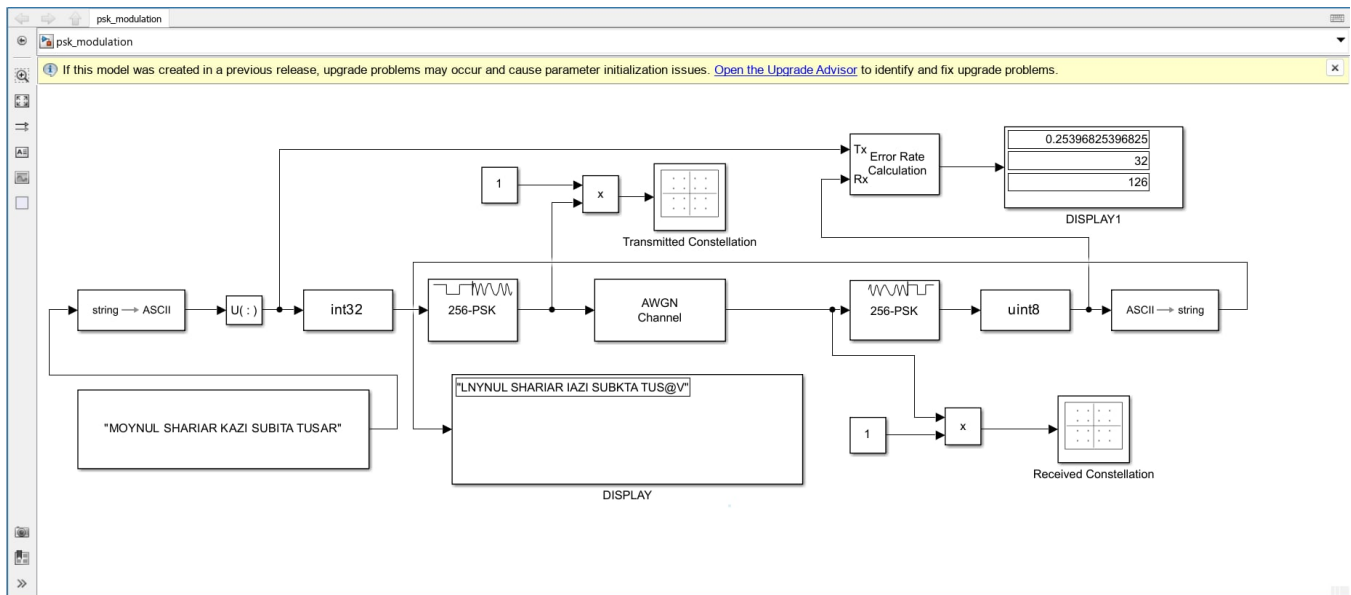 psk_modulation
psk_modulation
If this model was created in a previous release, upgrade problems may occur and cause parameter initialization issues. Open the Upgrade Advisor to identify and fix upgrade problems.
Tx
Rx
Error Rate
Calculation
0.25396825396825
32
126
DISPLAY1
1
x
Transmitted Constellation
string → ASCII
U( : )
int32
256-PSK
AWGN
Channel
256-PSK
uint8
ASCII → string
"MOYNUL SHARIAR KAZI SUBITA TUSAR"
"LNYNUL SHARIAR IAZI SUBKTA TUS@V"
DISPLAY
1
x
Received Constellation